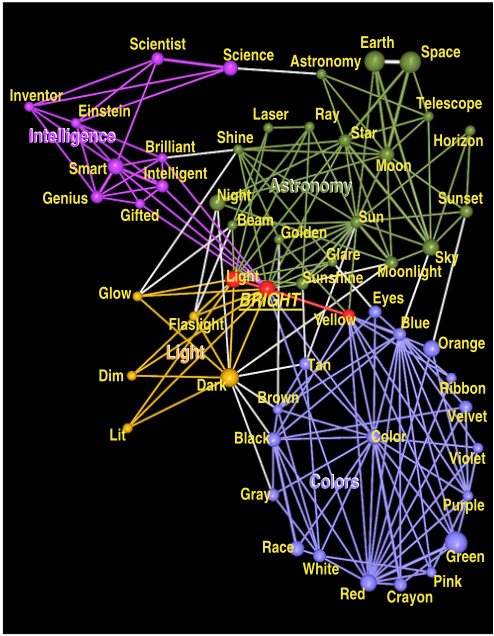 Earth
Space
Scientist
Science
Astronomy
Inventor
Einstein
Intelligence
Laser
Ray
Telescope
Star
Horizon
Shine
Brilliant
Smart
Intelligent
Moon
Astronomy
Genius
Gifted
Night
Beam
Sun
Sunset
Golden
Glare
Sky
Light
Sunshine
Moonlight
Glow
BRIGHT
Eyes
Flaslight
Yellow
Blue
Light
Orange
Dim
Dark
Tan
Ribbon
Brown
Velvet
Lit
Black
Color
Violet
Colors
Gray
Purple
Race
White
Green
Red
Crayon
Pink